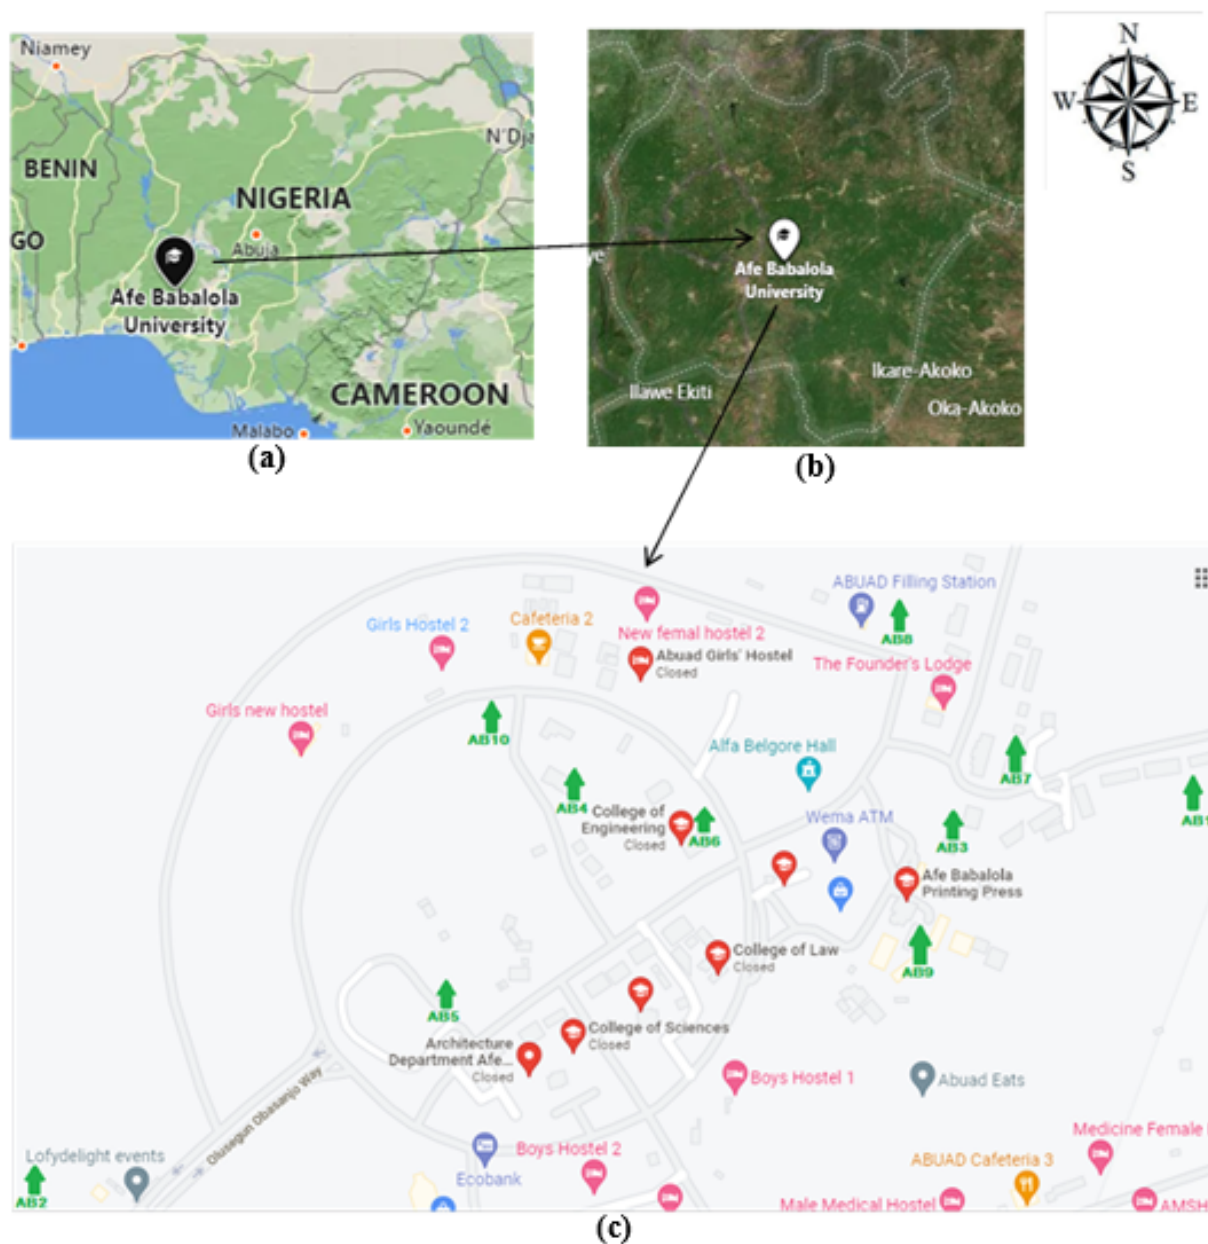 Niamey
N'Dja
BENIN
NIGERIA
GO
Abuja
Afe Babalola
University
CAMEROON
Malabo
Yaoundé
(a)
ye
Afe Babalola
University
Ikare-Akoko
Ilawe Ekiti
Oka-Akoko
(b)
N
W
E
S
ABUAD Filling Station
AB8
Girls Hostel 2
Cafeteria 2
New femal hostel 2
Abuad Girls' Hostel
Closed
The Founder's Lodge
Girls new hostel
AB10
Alfa Belgore Hall
AB7
AB4
College of
Engineering
Closed
AB6
Wema ATM
AB3
AB1
Afe Babalola
Printing Press
College of Law
Closed
AB9
AB5
College of Sciences
Closed
Architecture
Department Afe...
Closed
Boys Hostel 1
Abuad Eats
Olusegun Obasanjo Way
Lofydelight events
AB2
Ecobank
Boys Hostel 2
Medicine Female
ABUAD Cafeteria 3
Male Medical Hostel
AMSH
(c)